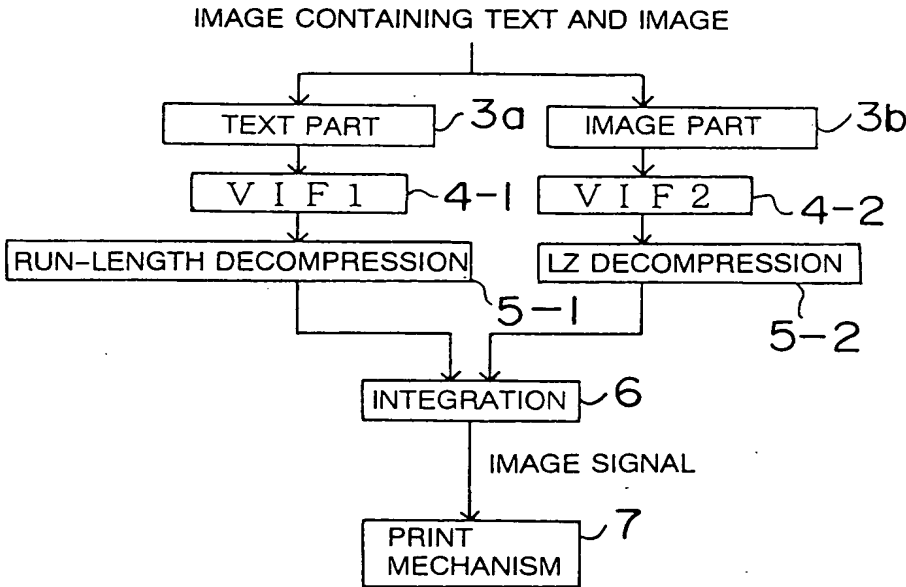 IMAGE CONTAINING TEXT AND IMAGE
TEXT PART
3a
IMAGE PART
3b
VIF1
4-1
VIF2
4-2
RUN-LENGTH DECOMPRESSION
5-1
LZ DECOMPRESSION
5-2
INTEGRATION
6
IMAGE SIGNAL
PRINT
MECHANISM
7